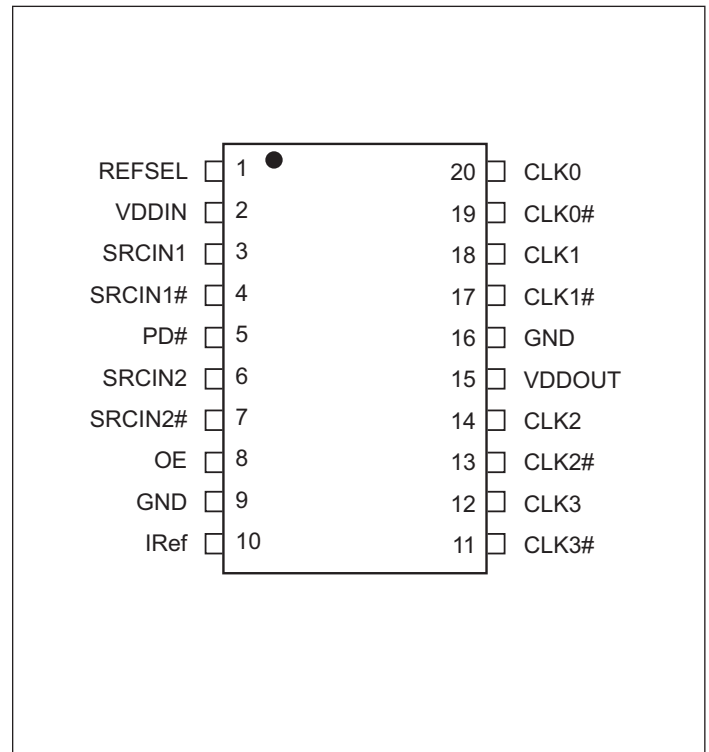 REFSEL 1 20 CLK0
VDDIN 2 19 CLK0#
SRCIN1 3 18 CLK1
SRCIN1# 4 17 CLK1#
PD# 5 16 GND
SRCIN2 6 15 VDDOUT
SRCIN2# 7 14 CLK2
OE 8 13 CLK2#
GND 9 12 CLK3
IRef 10 11 CLK3#